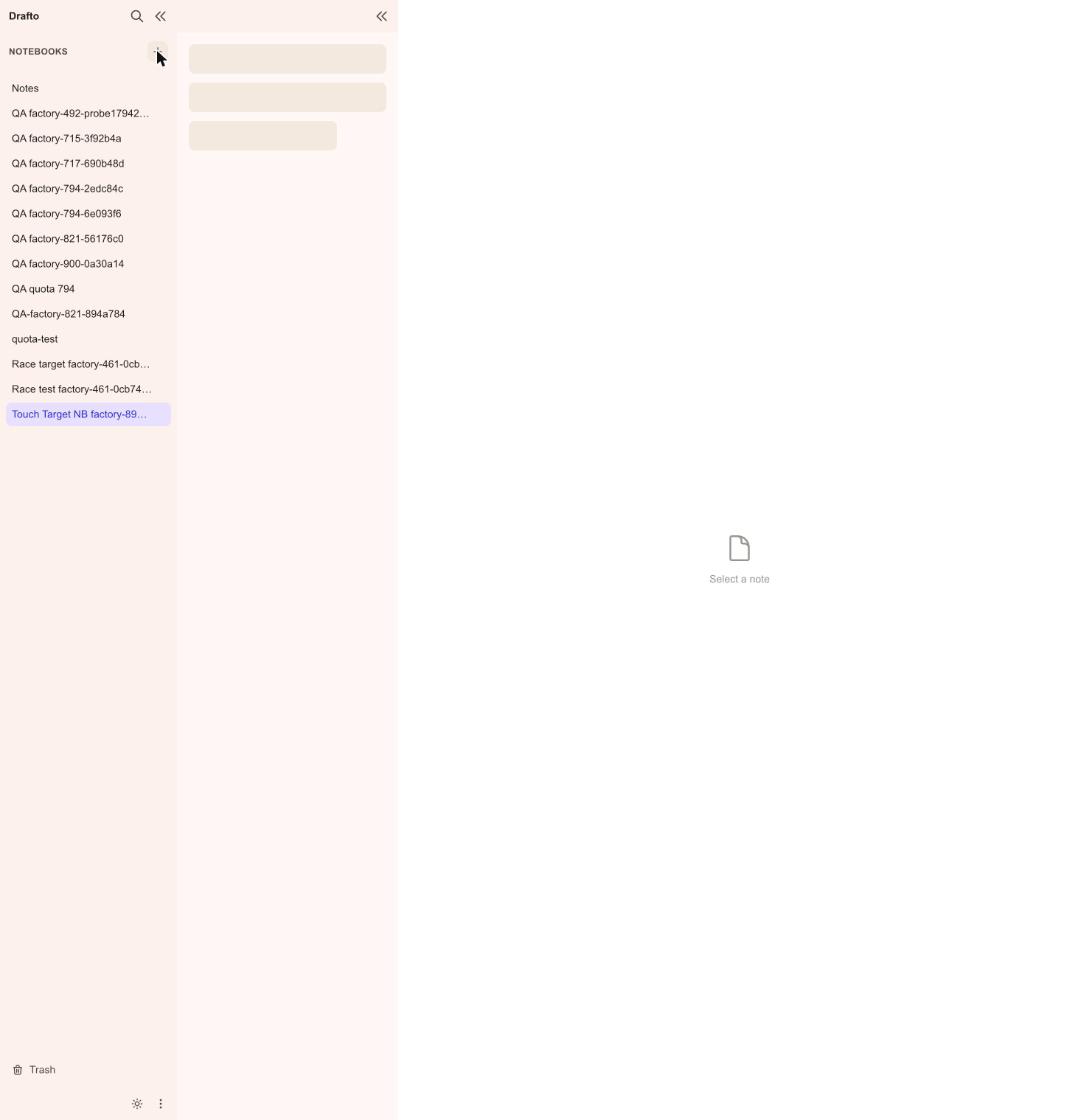 Drafto
NOTEBOOKS
Notes
QA factory-492-probe17942…
QA factory-715-3f92b4a
QA factory-717-690b48d
QA factory-794-2edc84c
QA factory-794-6e093f6
QA factory-821-56176c0
QA factory-900-0a30a14
QA quota 794
QA-factory-821-894a784
quota-test
Race target factory-461-0cb…
Race test factory-461-0cb74…
Touch Target NB factory-89…
Select a note
Trash